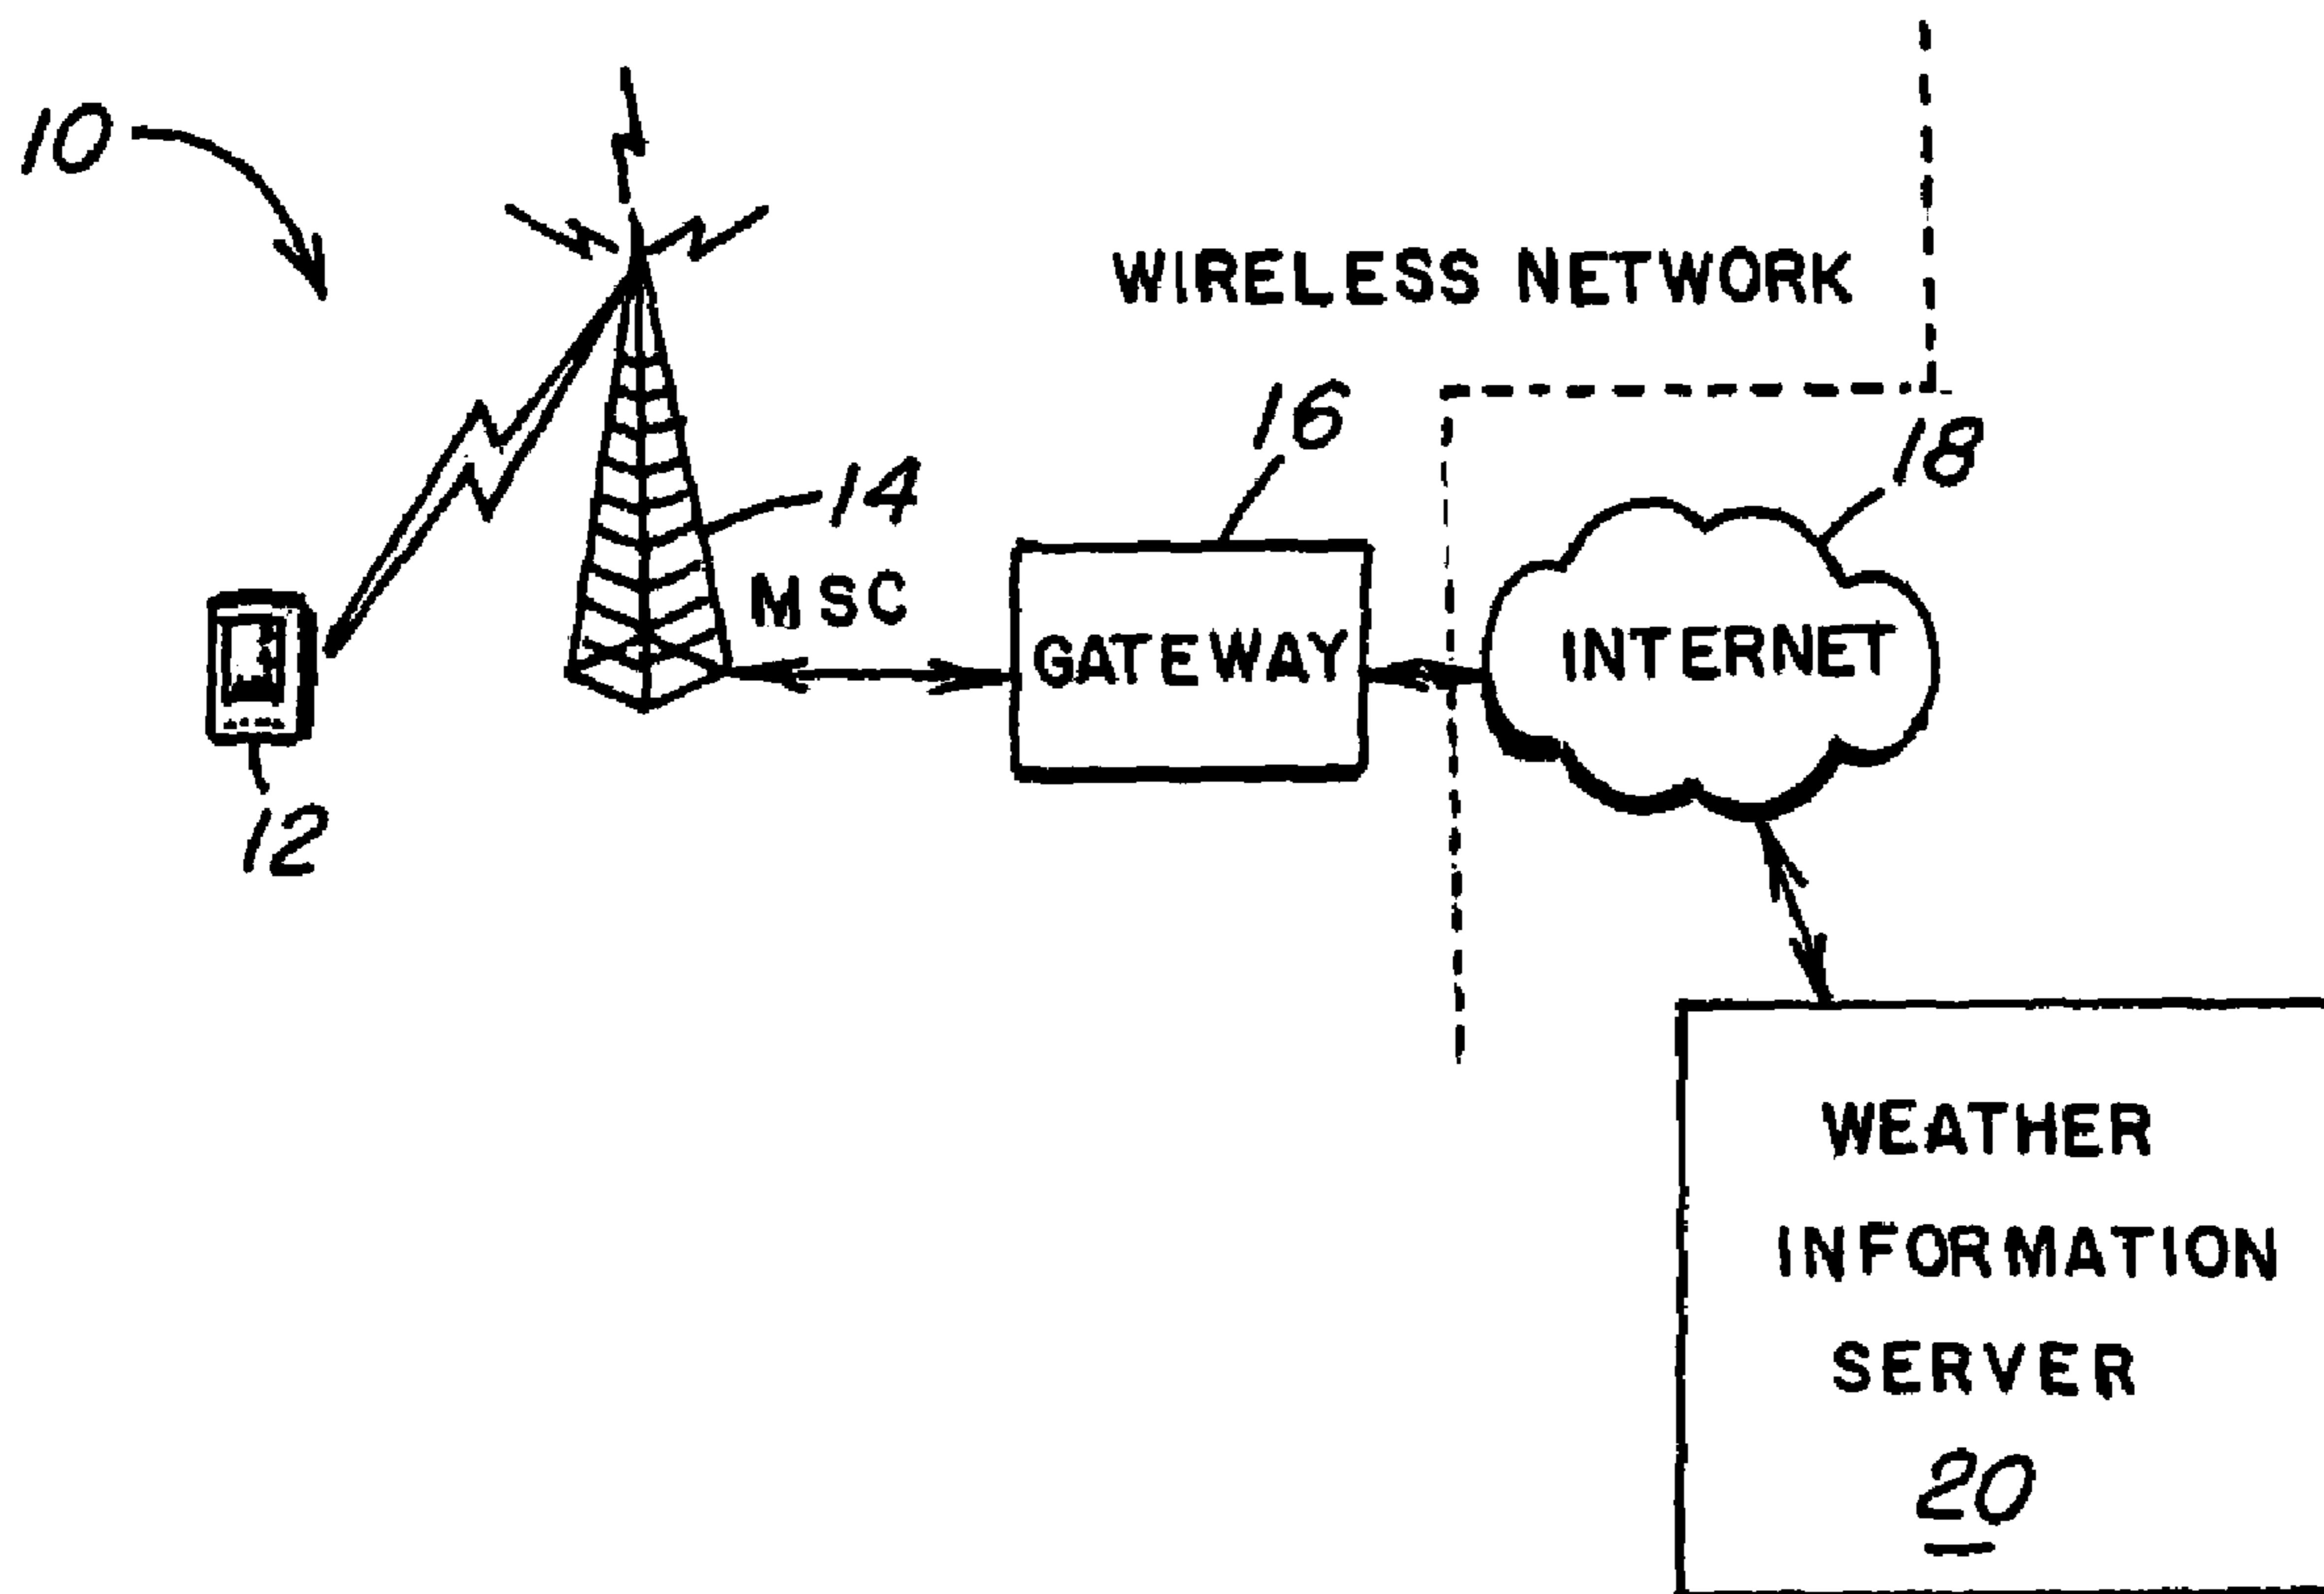 10
WIRELESS NETWORK
16
18
14
MSC
GATEWAY
INTERNET
12
WEATHER
INFORMATION
SERVER
20